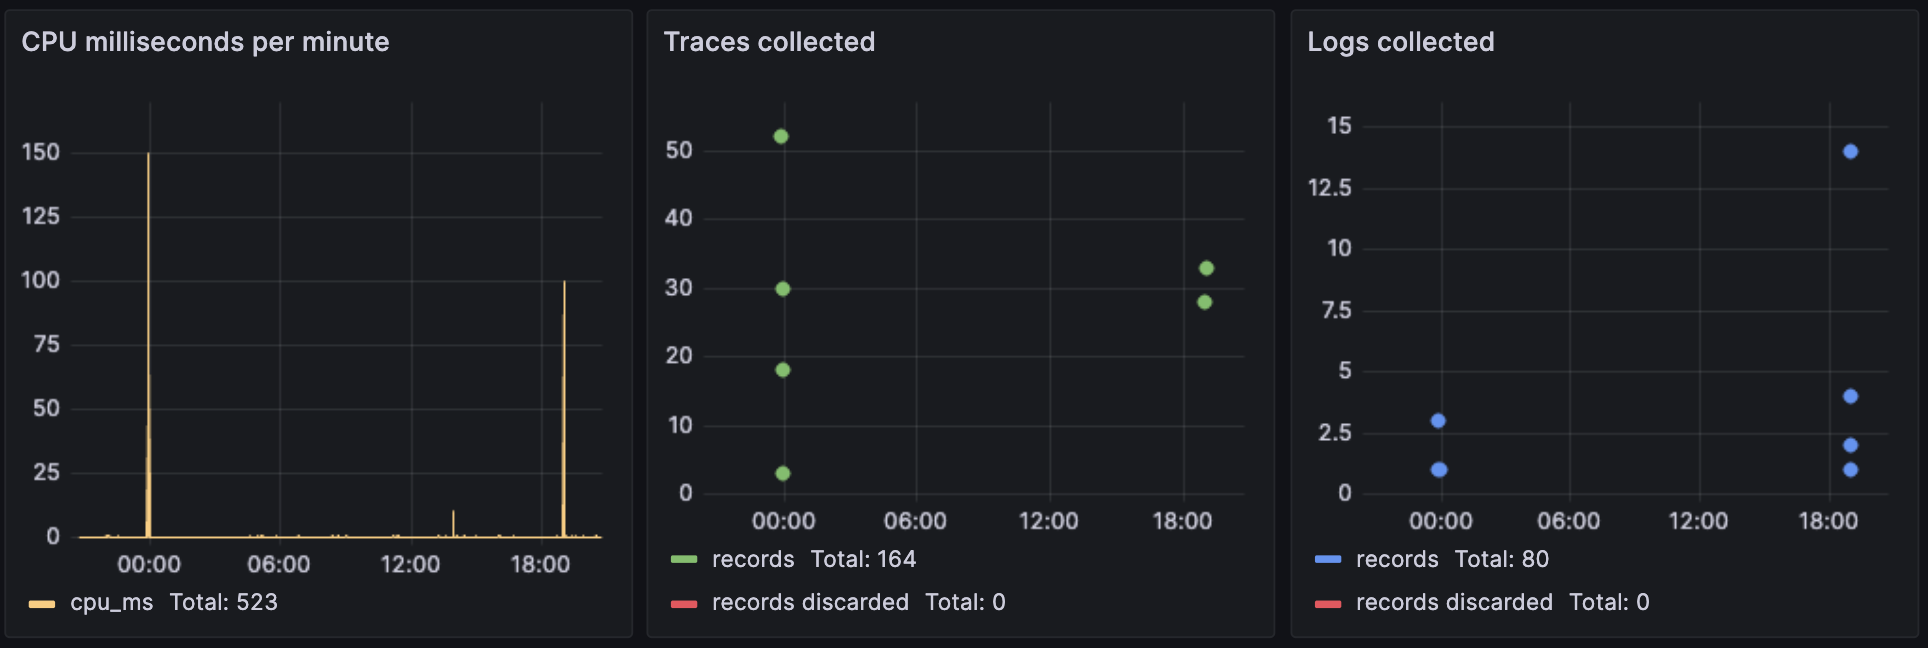 CPU milliseconds per minute
150
125
100
75
50
25
0
00:00 06:00 12:00 18:00
cpu_ms Total: 523
Traces collected
50
40
30
20
10
0
00:00 06:00 12:00 18:00
records Total: 164
records discarded Total: 0
Logs collected
15
12.5
10
7.5
5
2.5
0
00:00 06:00 12:00 18:00
records Total: 80
records discarded Total: 0